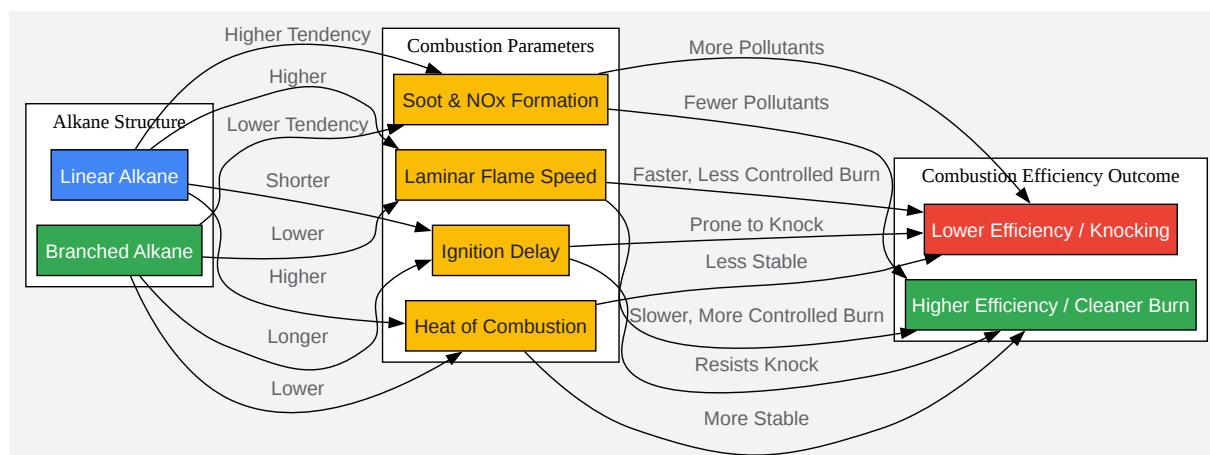 Higher Tendency
Higher
Alkane Structure
Lower Tendency
Linear Alkane
Shorter
Lower
Branched Alkane
Higher
Longer
Lower
Combustion Parameters
Soot & NOx Formation
Laminar Flame Speed
Ignition Delay
Heat of Combustion
More Pollutants
Fewer Pollutants
Faster, Less Controlled Burn
Prone to Knock
Less Stable
Slower, More Controlled Burn
Resists Knock
More Stable
Combustion Efficiency Outcome
Lower Efficiency / Knocking
Higher Efficiency / Cleaner Burn